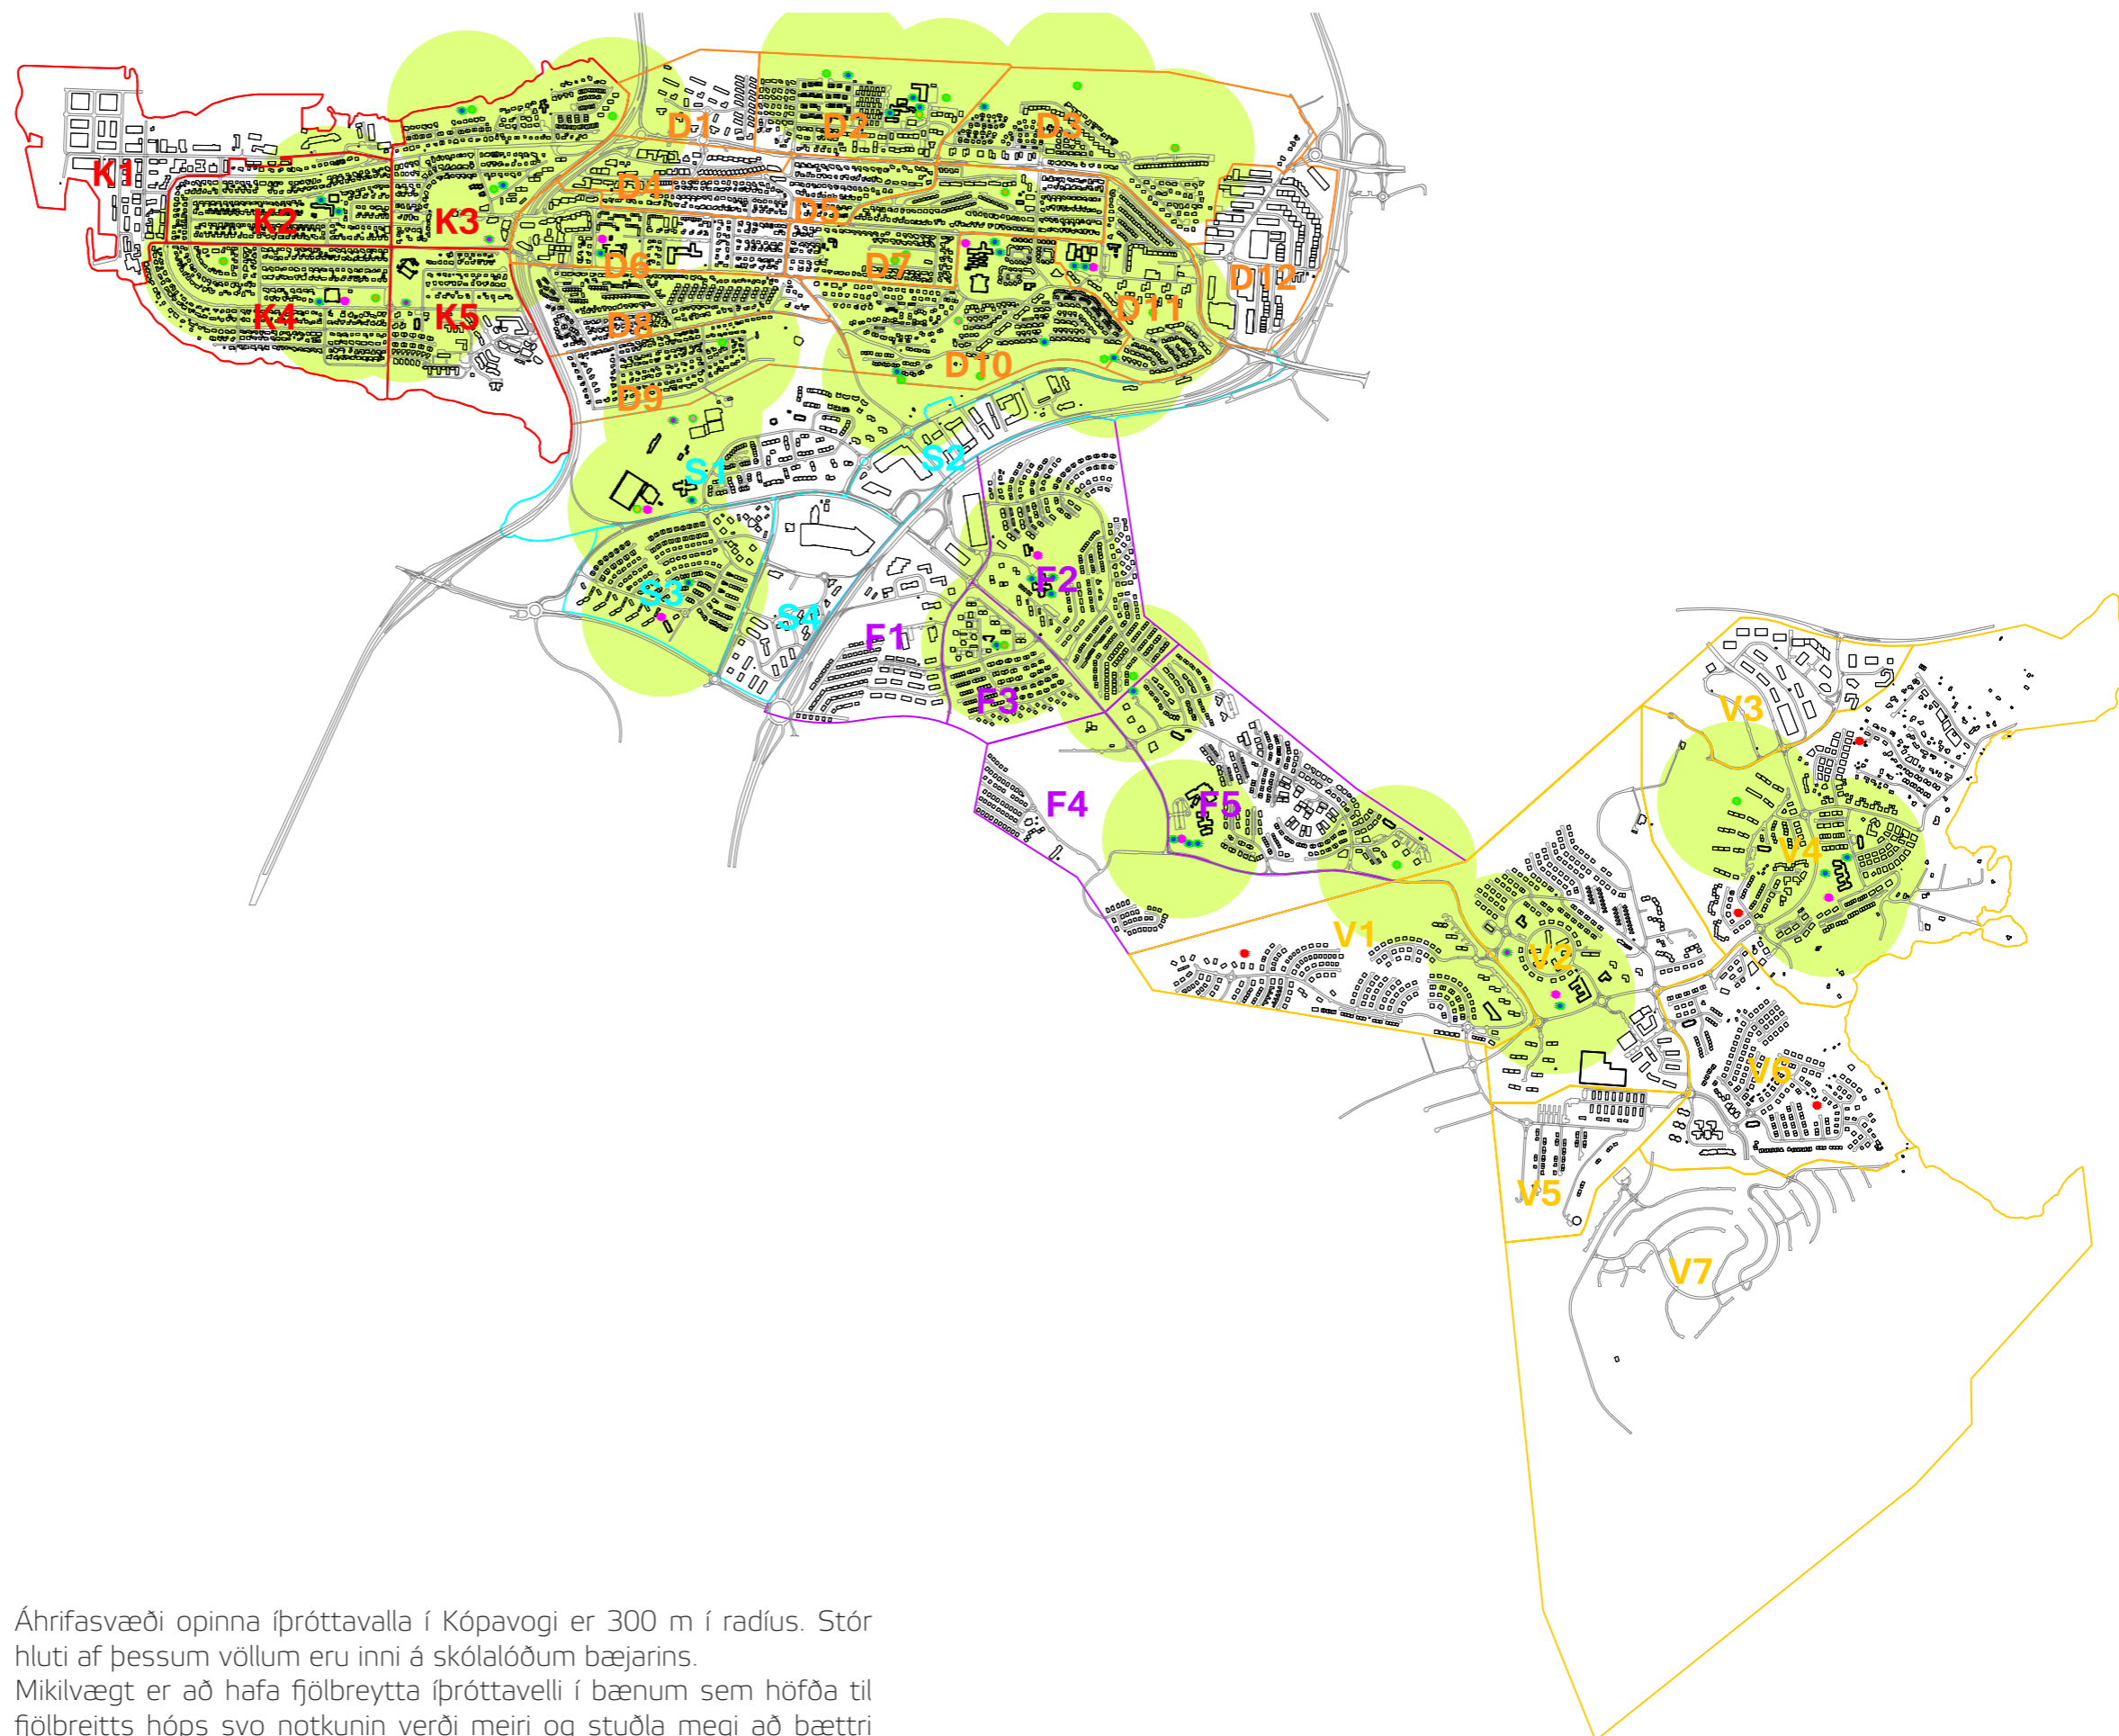 D1
D2
D3
K1
D4
K2
K3
D5
D6
D7
D12
K4
K5
D8
D11
D10
D9
S1
S2
F2
S3
S4
F1
F3
V3
F4
F5
V4
V1
V2
V6
V5
V7
Áhrifasvæði opinna íþróttavalla í Kópavogi er 300 m í radíus. Stór
hluti af þessum völlum eru inni á skólalóðum bæjarins.
Mikilvægt er að hafa fjölbreytta íþróttavelli í bænum sem höfða til
fjölbreitts hóps svo notkunin verði meiri og stuðla megi að bættri